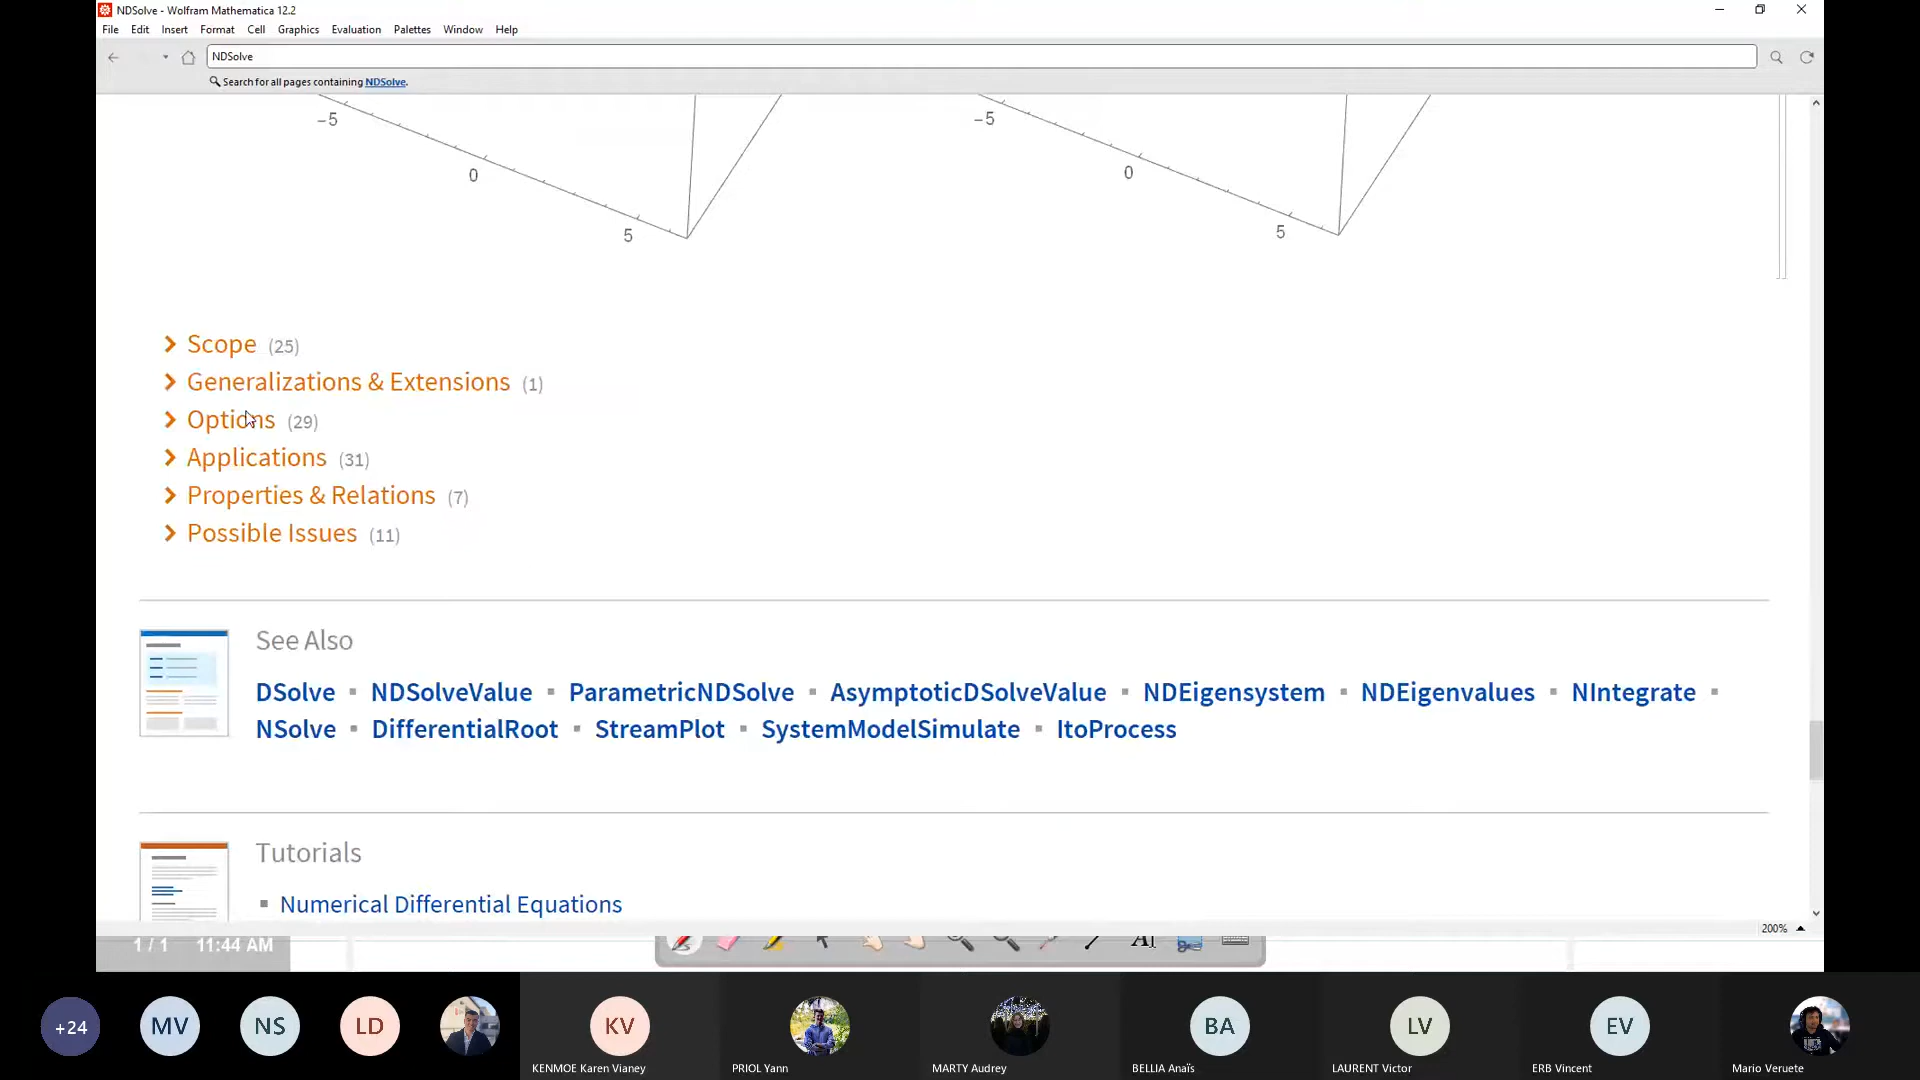 NDSolve - Wolfram Mathematica 12.2
File Edit Insert Format Cell Graphics Evaluation Palettes Window Help
NDSolve
Search for all pages containing NDSolve.
-5
0
5
-5
0
5
Scope (25)
Generalizations & Extensions (1)
Options (29)
Applications (31)
Properties & Relations (7)
Possible Issues (11)
See Also
DSolve ▪ NDSolveValue ▪ ParametricNDSolve ▪ AsymptoticDSolveValue ▪ NDEigensystem ▪ NDEigenvalues ▪ NIntegrate ▪
NSolve ▪ DifferentialRoot ▪ StreamPlot ▪ SystemModelSimulate ▪ ItoProcess
Tutorials
▪ Numerical Differential Equations
200%
1 / 1 11:44 AM
+24 MV NS LD KV BA LV EV
KENMOE Karen Vianey PRIOL Yann MARTY Audrey BELLIA Anaïs LAURENT Victor ERB Vincent Mario Veruete